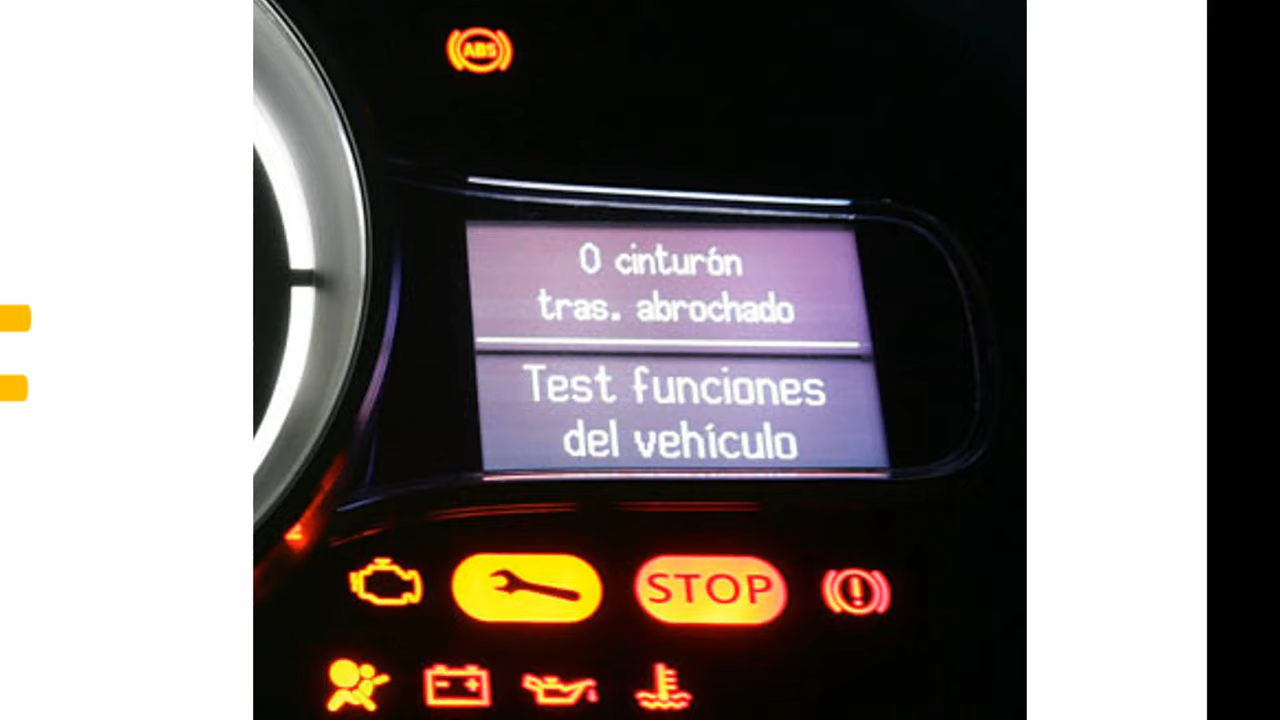 ABS
0 cinturón
tras. abrochado
Test funciones
del vehículo
STOP